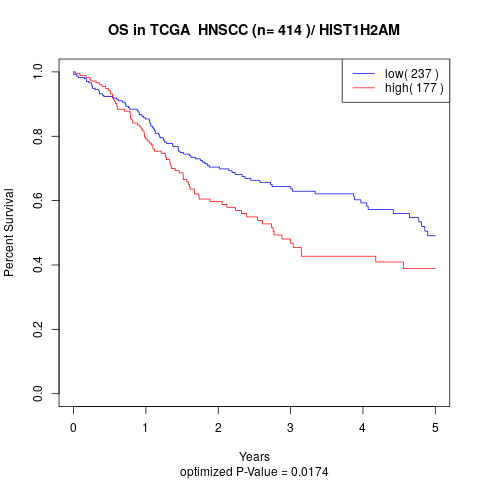 OS in TCGA  HNSCC (n= 414 )/ HIST1H2AM
low( 237 )
high( 177 )
Percent Survival
1.0
0.8
0.6
0.4
0.2
0.0
0 1 2 3 4 5
Years
optimized P-Value = 0.0174